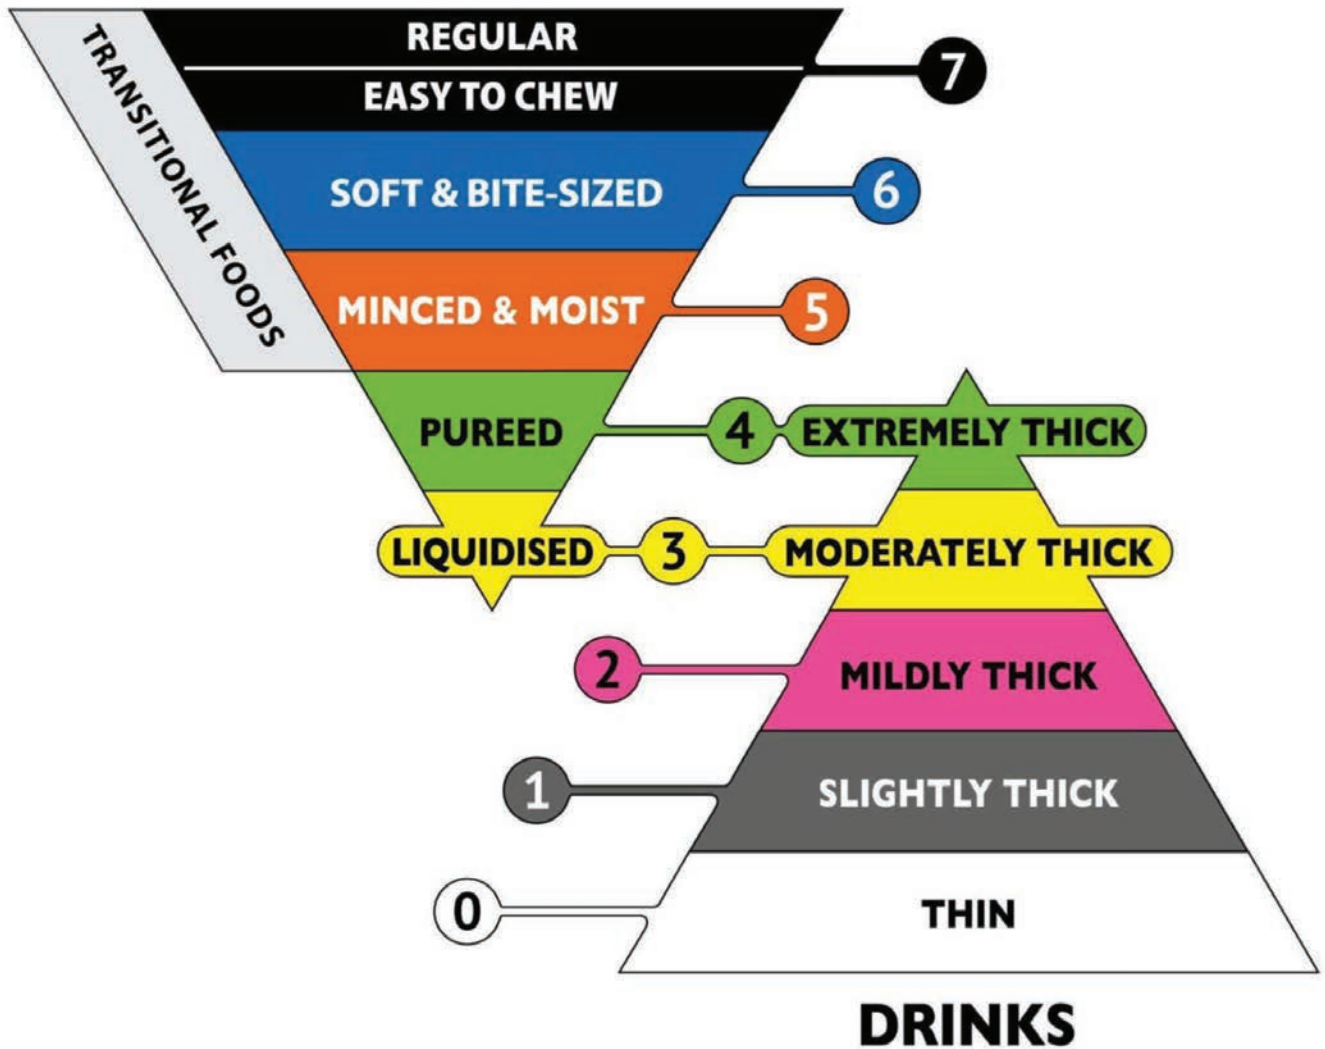 TRANSITIONAL FOODS
REGULAR
7
EASY TO CHEW
SOFT & BITE-SIZED
6
MINCED & MOIST
5
PUREED
4
EXTREMELY THICK
LIQUIDISED
3
MODERATELY THICK
2
MILDLY THICK
1
SLIGHTLY THICK
0
THIN
DRINKS